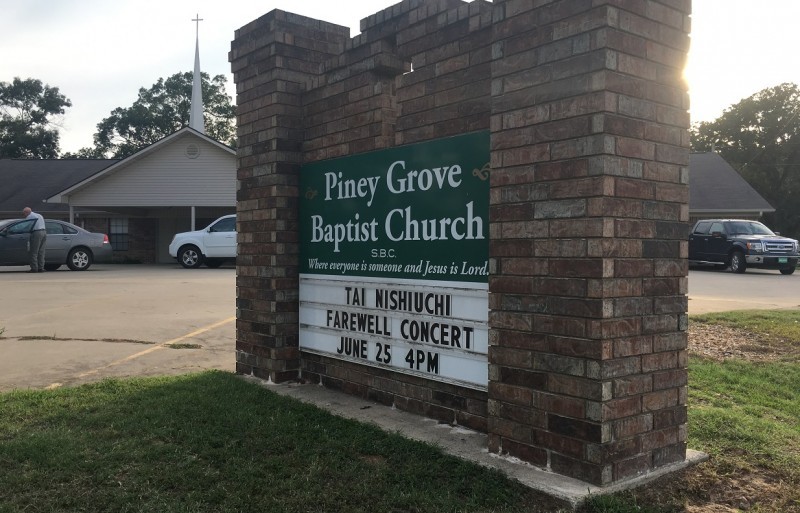 Piney Grove
Baptist Church
S.B.C.
Where everyone is someone and Jesus is Lord.
TAI NISHIUCHI
FAREWELL CONCERT
JUNE 25 4PM